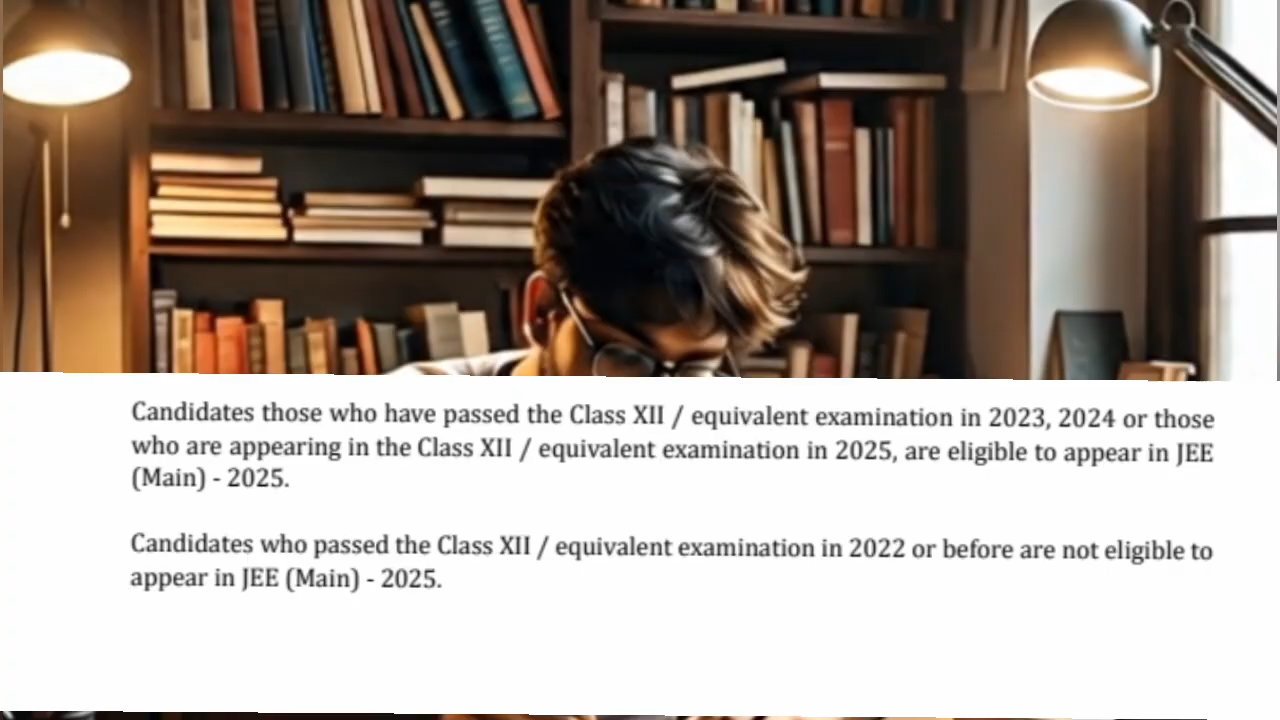 Candidates those who have passed the Class XII / equivalent examination in 2023, 2024 or those
who are appearing in the Class XII / equivalent examination in 2025, are eligible to appear in JEE
(Main) - 2025.
Candidates who passed the Class XII / equivalent examination in 2022 or before are not eligible to
appear in JEE (Main) - 2025.